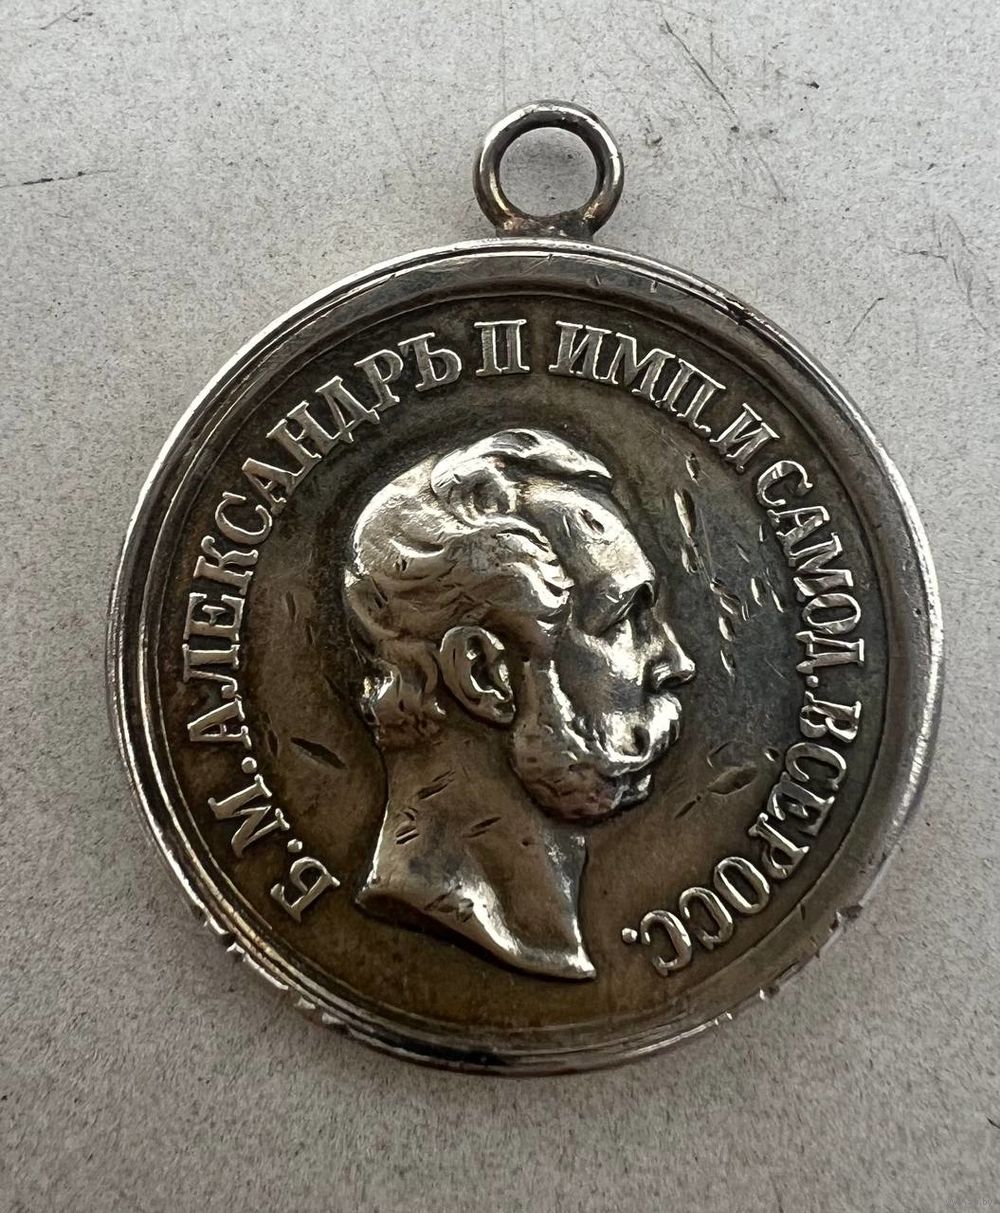 Б. М. АЛЕКСАНДРЪ II ИМП. И САМОД. ВСЕРОСС.